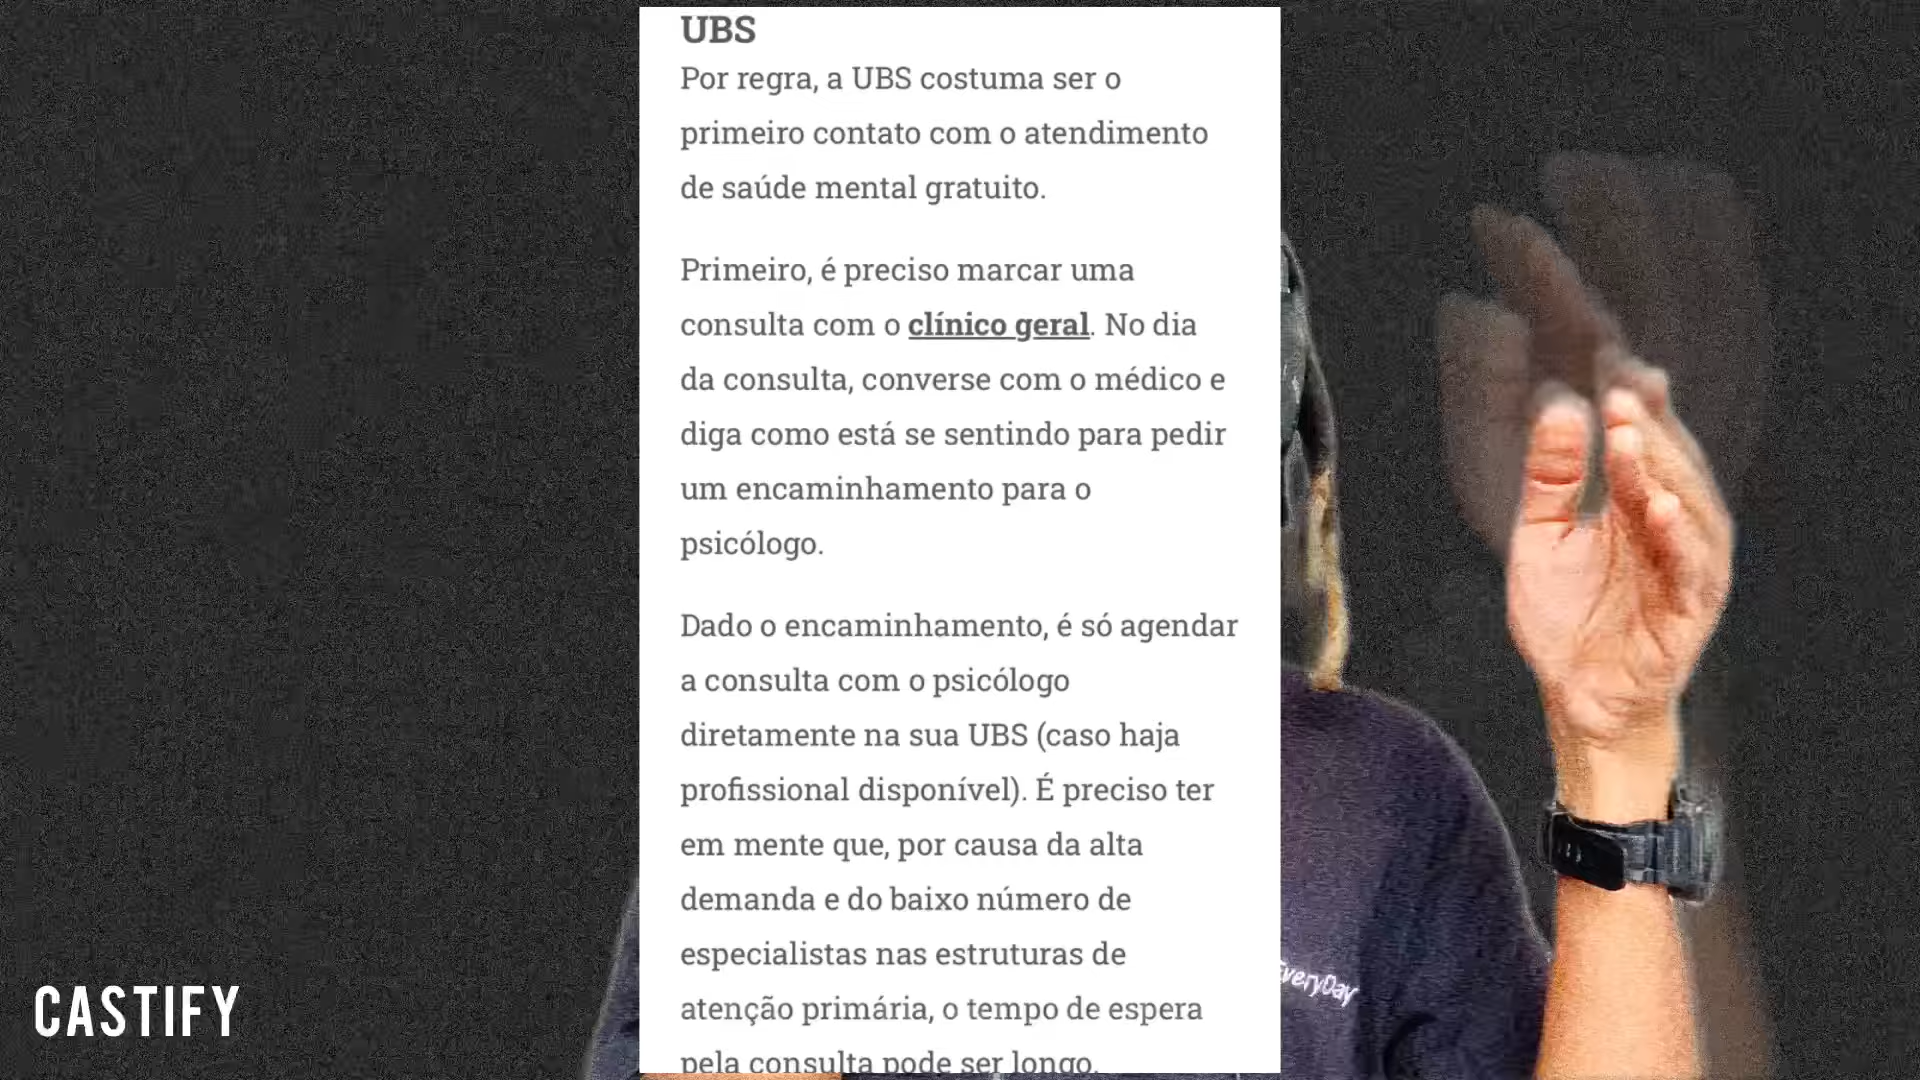 UBS
Por regra, a UBS costuma ser o
primeiro contato com o atendimento
de saúde mental gratuito.
Primeiro, é preciso marcar uma
consulta com o clínico geral. No dia
da consulta, converse com o médico e
diga como está se sentindo para pedir
um encaminhamento para o
psicólogo.
Dado o encaminhamento, é só agendar
a consulta com o psicólogo
diretamente na sua UBS (caso haja
profissional disponível). É preciso ter
em mente que, por causa da alta
demanda e do baixo número de
especialistas nas estruturas de
atenção primária, o tempo de espera
pela consulta pode ser longo.
EveryDay
CASTIFY